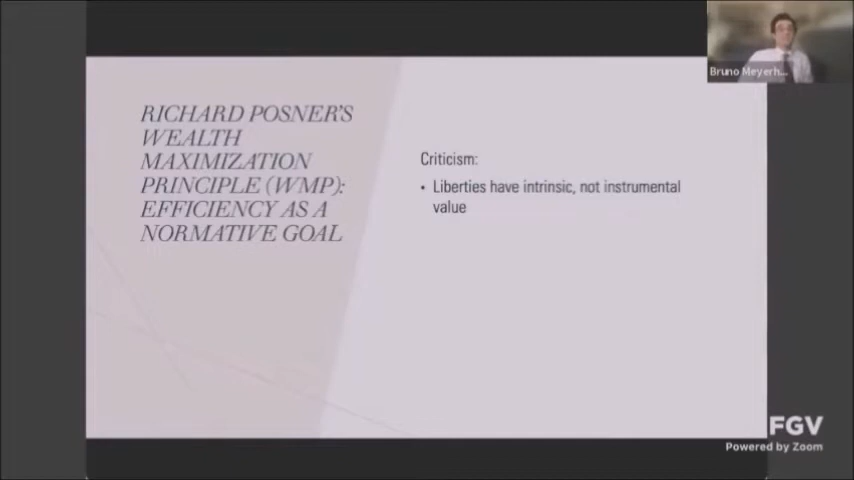 Bruno Meyerh...
RICHARD POSNER'S
WEALTH
MAXIMIZATION
PRINCIPLE (WMP):
EFFICIENCY AS A
NORMATIVE GOAL
Criticism:
• Liberties have intrinsic, not instrumental
value
FGV
Powered by Zoom